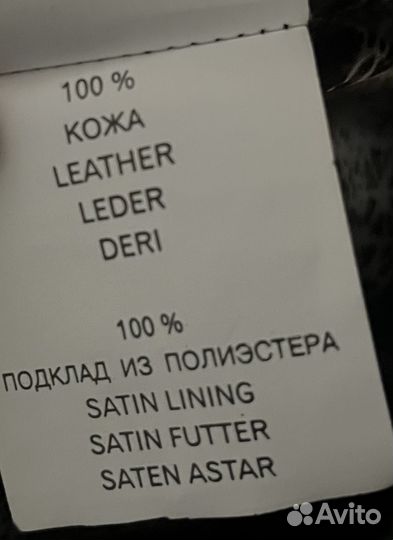 100 %
КОЖА
LEATHER
LEDER
DERI
100 %
ПОДКЛАД ИЗ ПОЛИЭСТЕРА
SATIN LINING
SATIN FUTTER
SATEN ASTAR
Avito